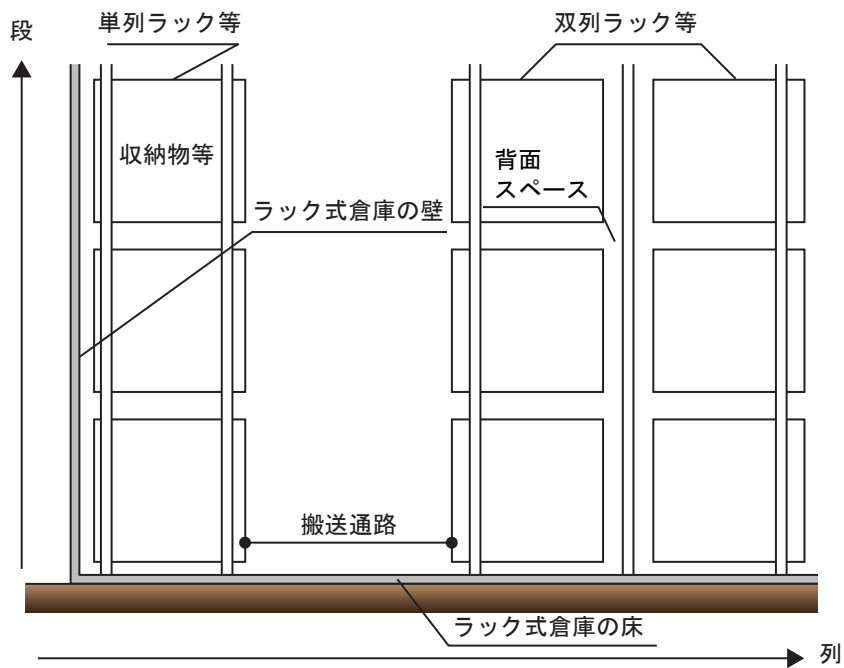 段
単列ラック等
双列ラック等
収納物等
背面
スペース
ラック式倉庫の壁
搬送通路
ラック式倉庫の床
列